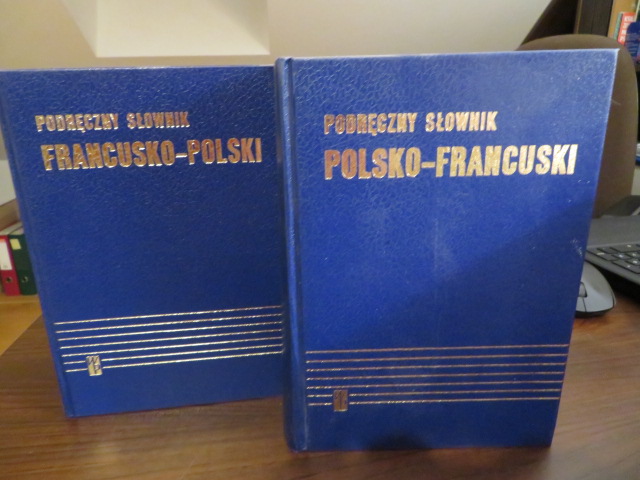 PODRĘCZNY SŁOWNIK
FRANCUSKO-POLSKI
PODRĘCZNY SŁOWNIK
POLSKO-FRANCUSKI